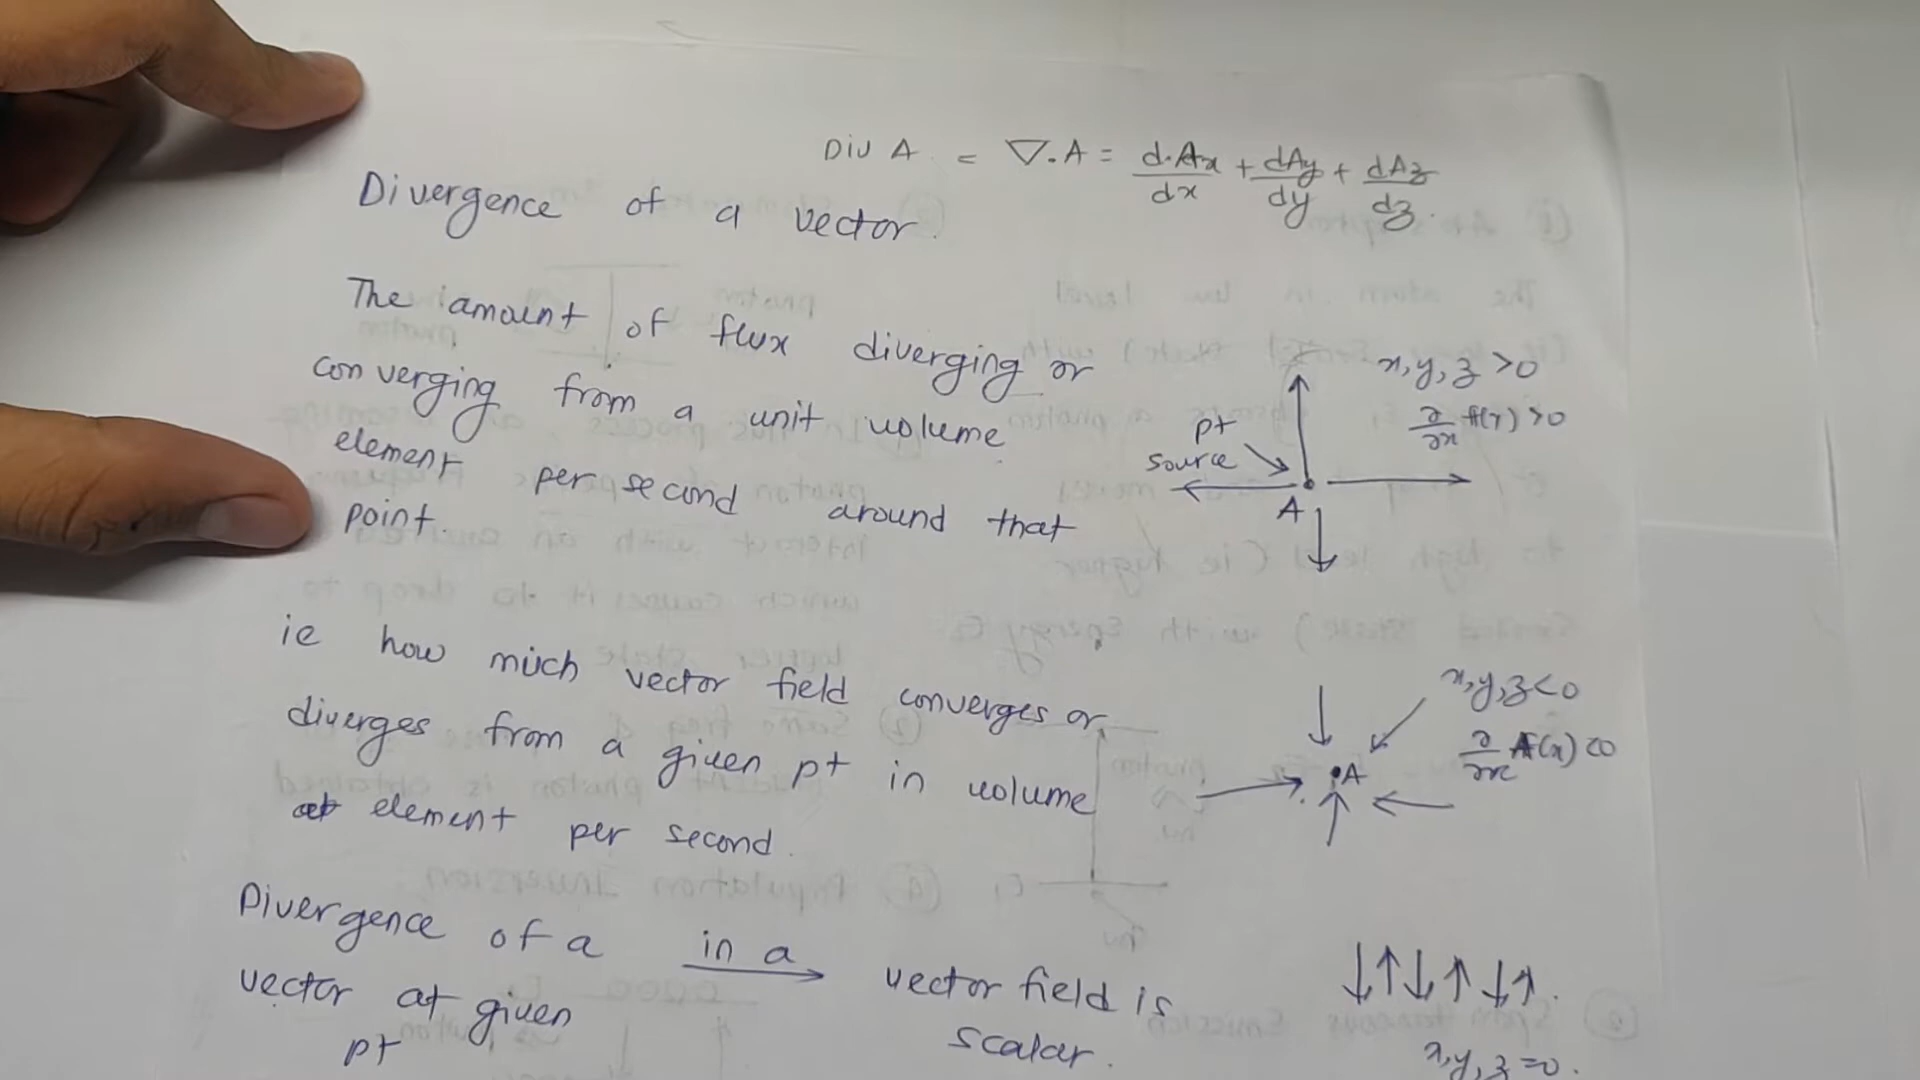 Div A = ∇.A = d.Ax/dx + dAy/dy + dAz/dz.
Divergence of a vector.
The amount of flux diverging or
converging from a unit volume
element per second around that
point.
x,y,z >0
∂/∂x
>0
pt
source
A
ie how much vector field converges or
diverges from a given pt in volume
element per second.
x,y,z<0
∂/∂x A(x) <0
A
Divergence of a in a vector field is
vector at given scalar.
pt
x,y,z =0.